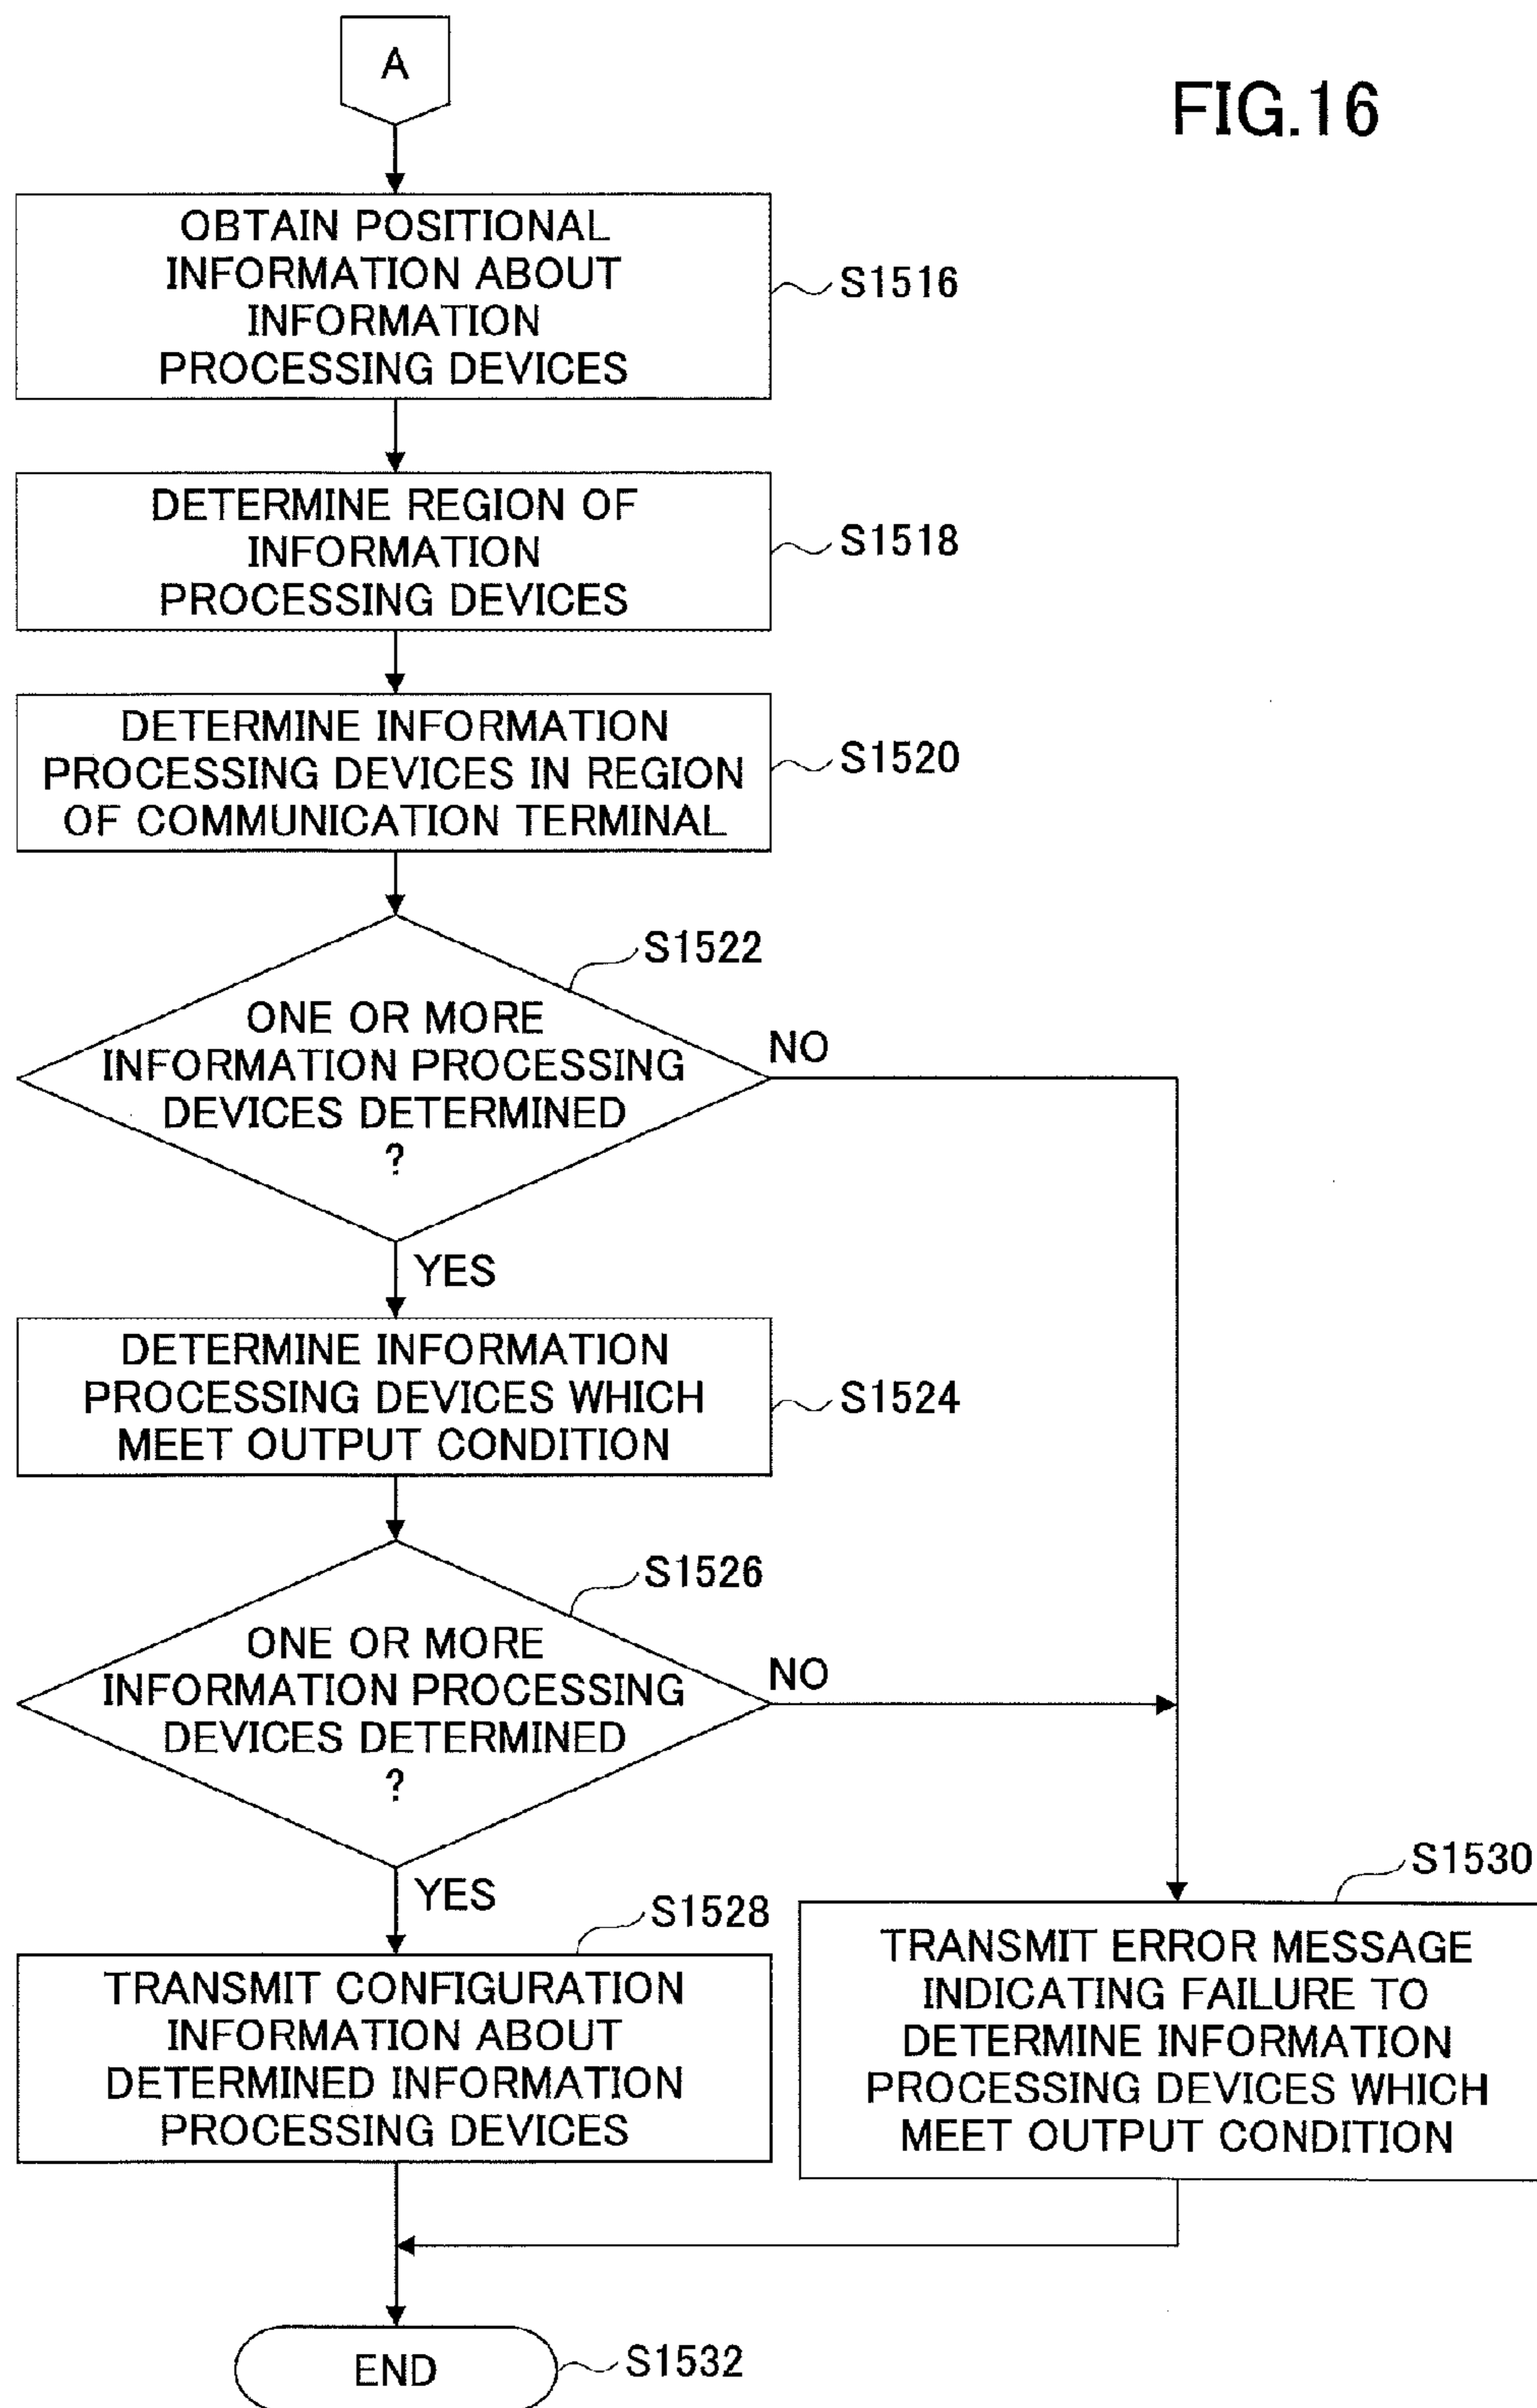 A
FIG.16
OBTAIN POSITIONAL
INFORMATION ABOUT
INFORMATION
PROCESSING DEVICES
S1516
DETERMINE REGION OF
INFORMATION
PROCESSING DEVICES
S1518
DETERMINE INFORMATION
PROCESSING DEVICES IN REGION
OF COMMUNICATION TERMINAL
S1520
S1522
ONE OR MORE
INFORMATION PROCESSING
DEVICES DETERMINED
?
NO
YES
DETERMINE INFORMATION
PROCESSING DEVICES WHICH
MEET OUTPUT CONDITION
S1524
S1526
ONE OR MORE
INFORMATION PROCESSING
DEVICES DETERMINED
?
NO
YES
S1528
TRANSMIT CONFIGURATION
INFORMATION ABOUT
DETERMINED INFORMATION
PROCESSING DEVICES
S1530
TRANSMIT ERROR MESSAGE
INDICATING FAILURE TO
DETERMINE INFORMATION
PROCESSING DEVICES WHICH
MEET OUTPUT CONDITION
END
S1532